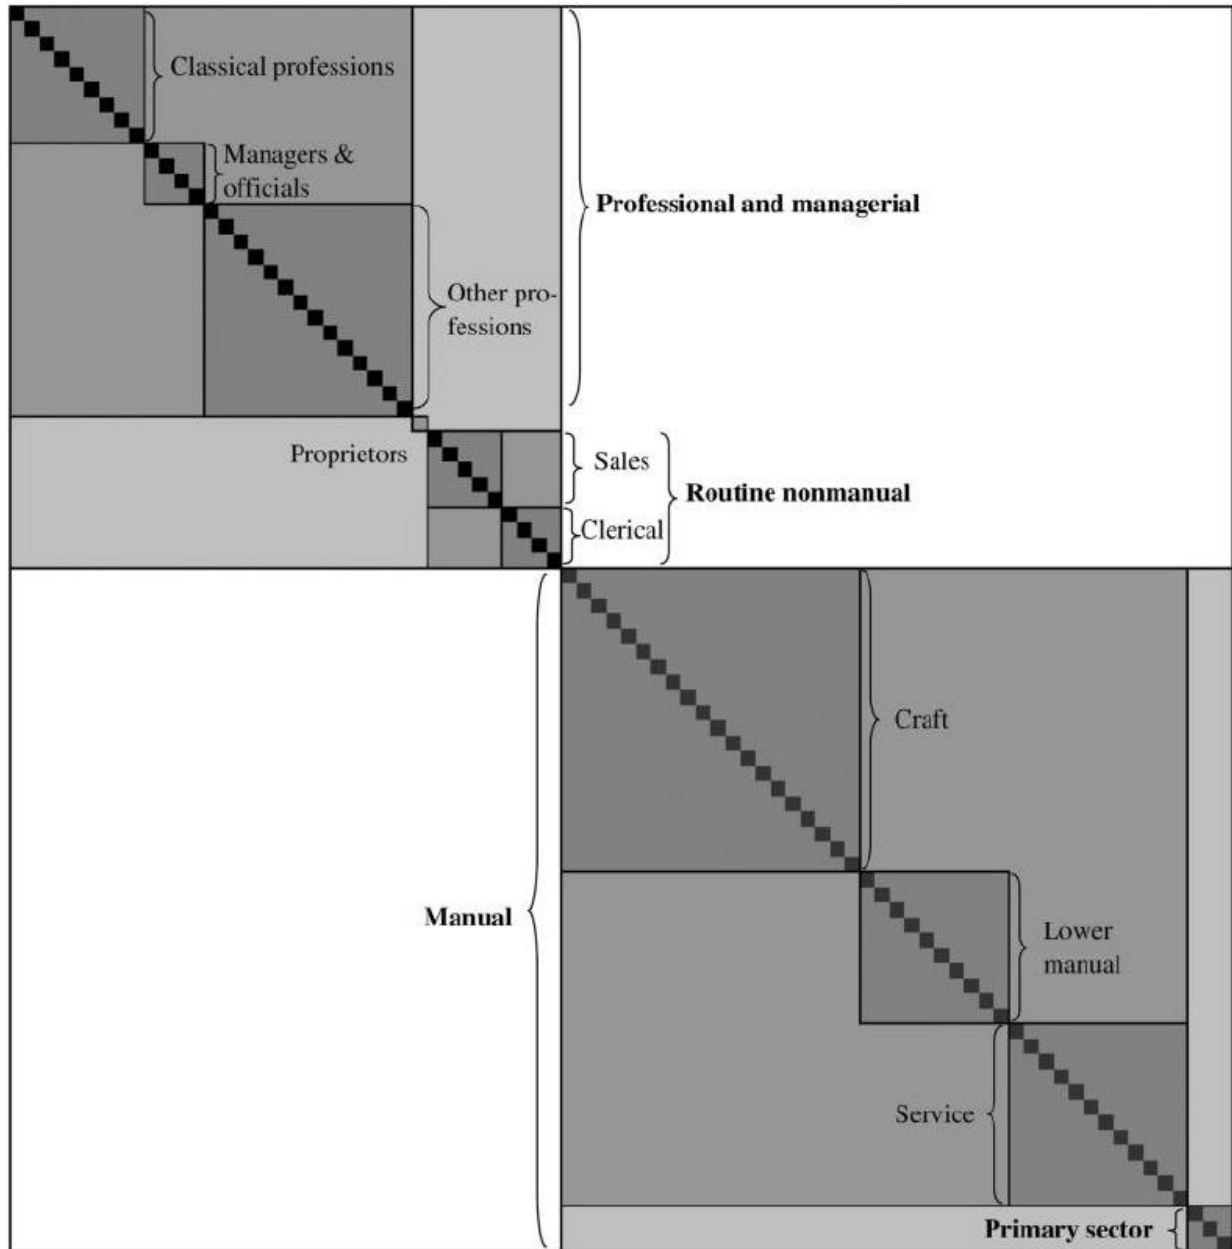 Classical professions
Managers &
officials
Professional and managerial
Other pro-
fessions
Proprietors
Sales
Routine nonmanual
Clerical
Craft
Manual
Lower
manual
Service
Primary sector